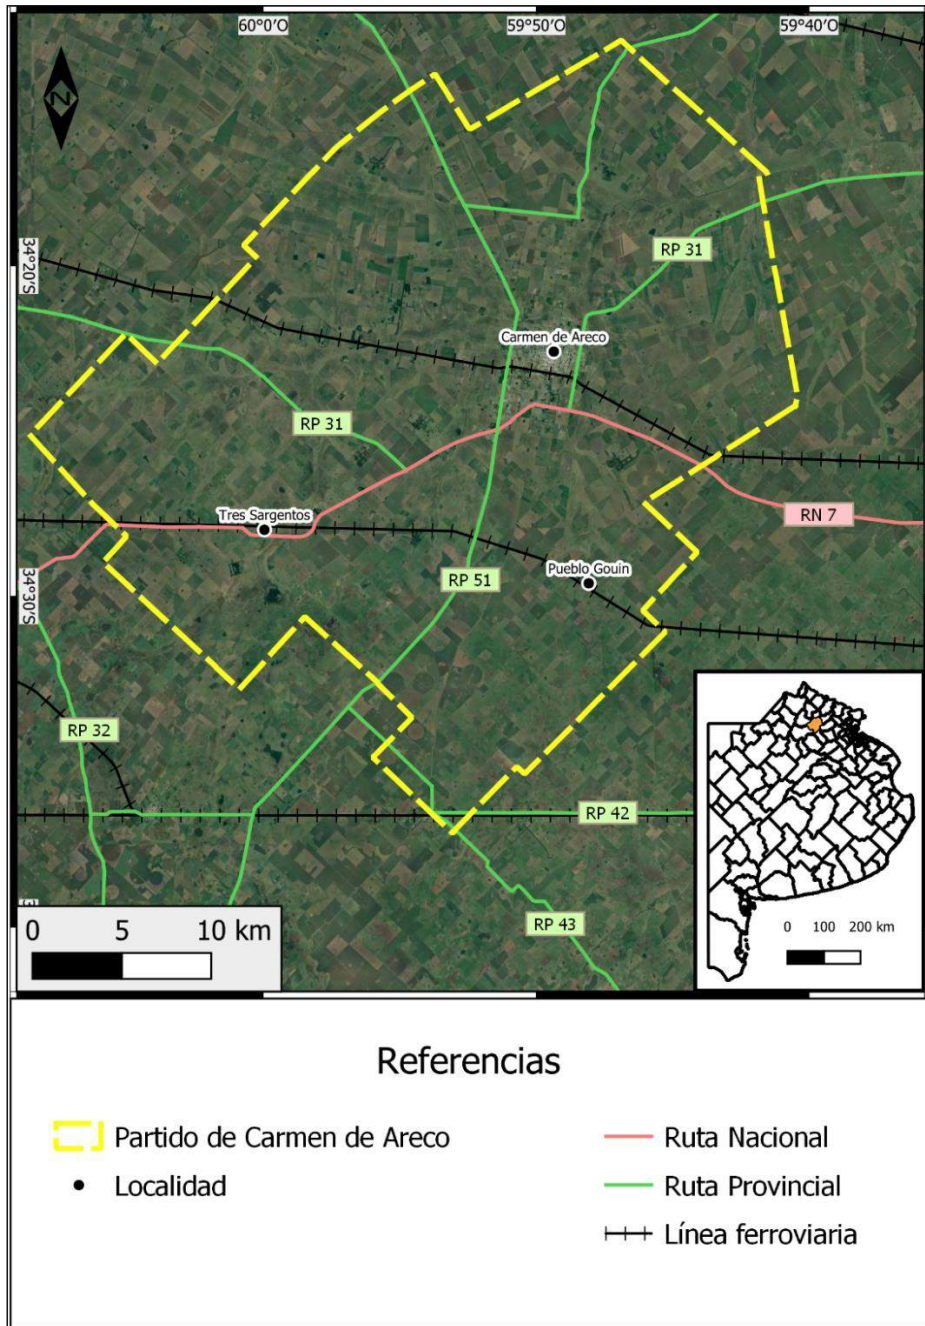 60°0'O
59°50'O
59°40'O
N
34°20'S
RP 31
Carmen de Areco
RP 31
Tres Sargentos
RN 7
RP 51
Pueblo Gouin
34°30'S
RP 32
RP 42
RP 43
0 5 10 km
0 100 200 km
Referencias
Partido de Carmen de Areco
Localidad
Ruta Nacional
Ruta Provincial
Línea ferroviaria